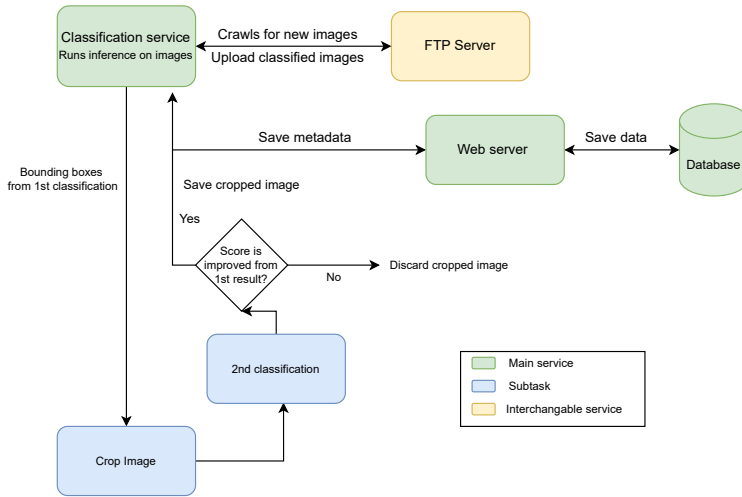 Classification service
Runs inference on images
Crawls for new images
Upload classified images
FTP Server
Save metadata
Web server
Save data
Database
Bounding boxes
from 1st classification
Save cropped image
Yes
Score is
improved from
1st result?
No
Discard cropped image
2nd classification
Crop Image
Main service
Subtask
Interchangable service